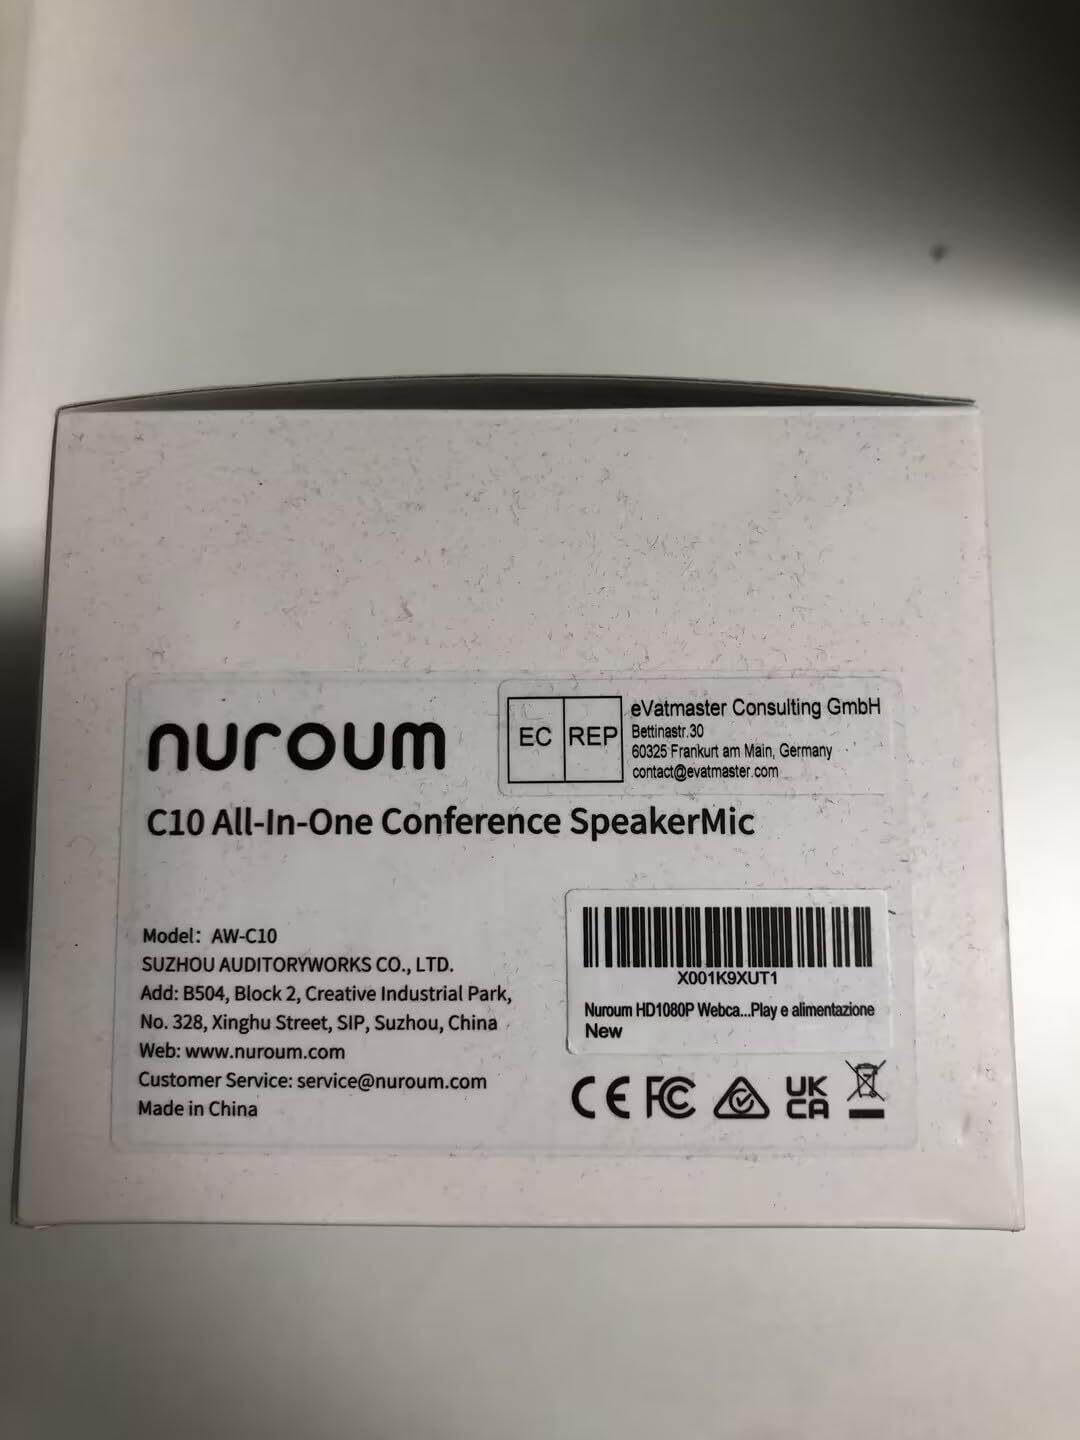 nuroum
EC REP
eVatmaster Consulting GmbH
Bettinastr.30
60325 Frankurt am Main, Germany
contact@evatmaster.com
C10 All-In-One Conference SpeakerMic
Model: AW-C10
SUZHOU AUDITORYWORKS CO., LTD.
Add: B504, Block 2, Creative Industrial Park,
No. 328, Xinghu Street, SIP, Suzhou, China
Web: www.nuroum.com
Customer Service: service@nuroum.com
Made in China
X001K9XUT1
Nuroum HD1080P Webca...Play e alimentazione
New
CE FC UK
CA